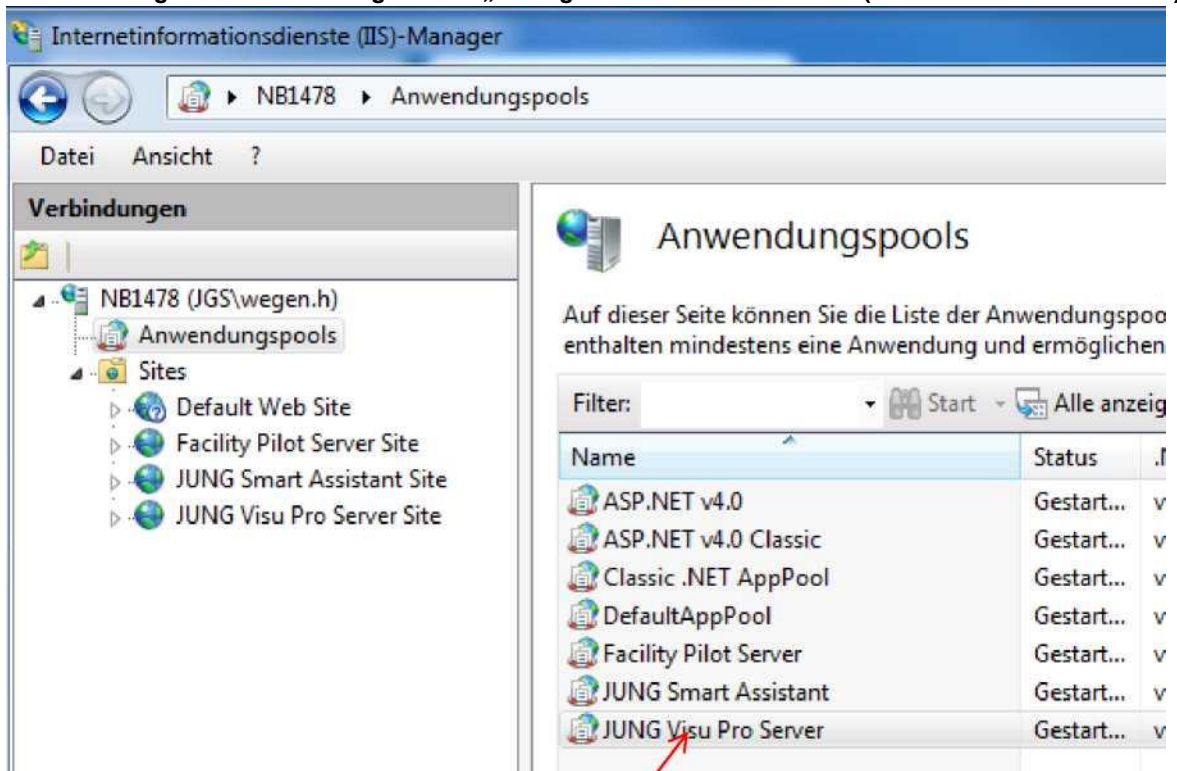 Internetinformationsdienste (IIS)-Manager
NB1478 Anwendungspools
Datei Ansicht ?
Verbindungen
NB1478 (JGS\wegen.h)
Anwendungspools
Sites
Default Web Site
Facility Pilot Server Site
JUNG Smart Assistant Site
JUNG Visu Pro Server Site
Anwendungspools
Auf dieser Seite können Sie die Liste der Anwendungspoo
enthalten mindestens eine Anwendung und ermöglichen
Filter: Start Alle anzeig
Name Status
ASP.NET v4.0 Gestart...
ASP.NET v4.0 Classic Gestart...
Classic .NET AppPool Gestart...
DefaultAppPool Gestart...
Facility Pilot Server Gestart...
JUNG Smart Assistant Gestart...
JUNG Visu Pro Server Gestart...